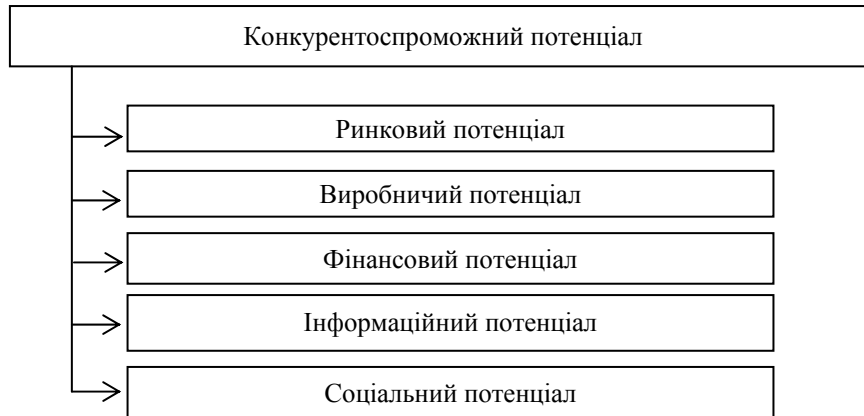 Конкурентоспроможний потенціал
Ринковий потенціал
Виробничий потенціал
Фінансовий потенціал
Інформаційний потенціал
Соціальний потенціал